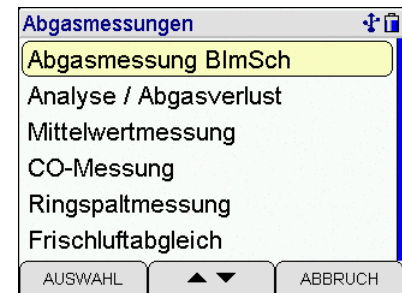 Abgasmessungen
Abgasmessung BImSch
Analyse / Abgasverlust
Mittelwertmessung
CO-Messung
Ringspaltmessung
Frischluftabgleich
AUSWAHL ▲ ▼ ABBRUCH